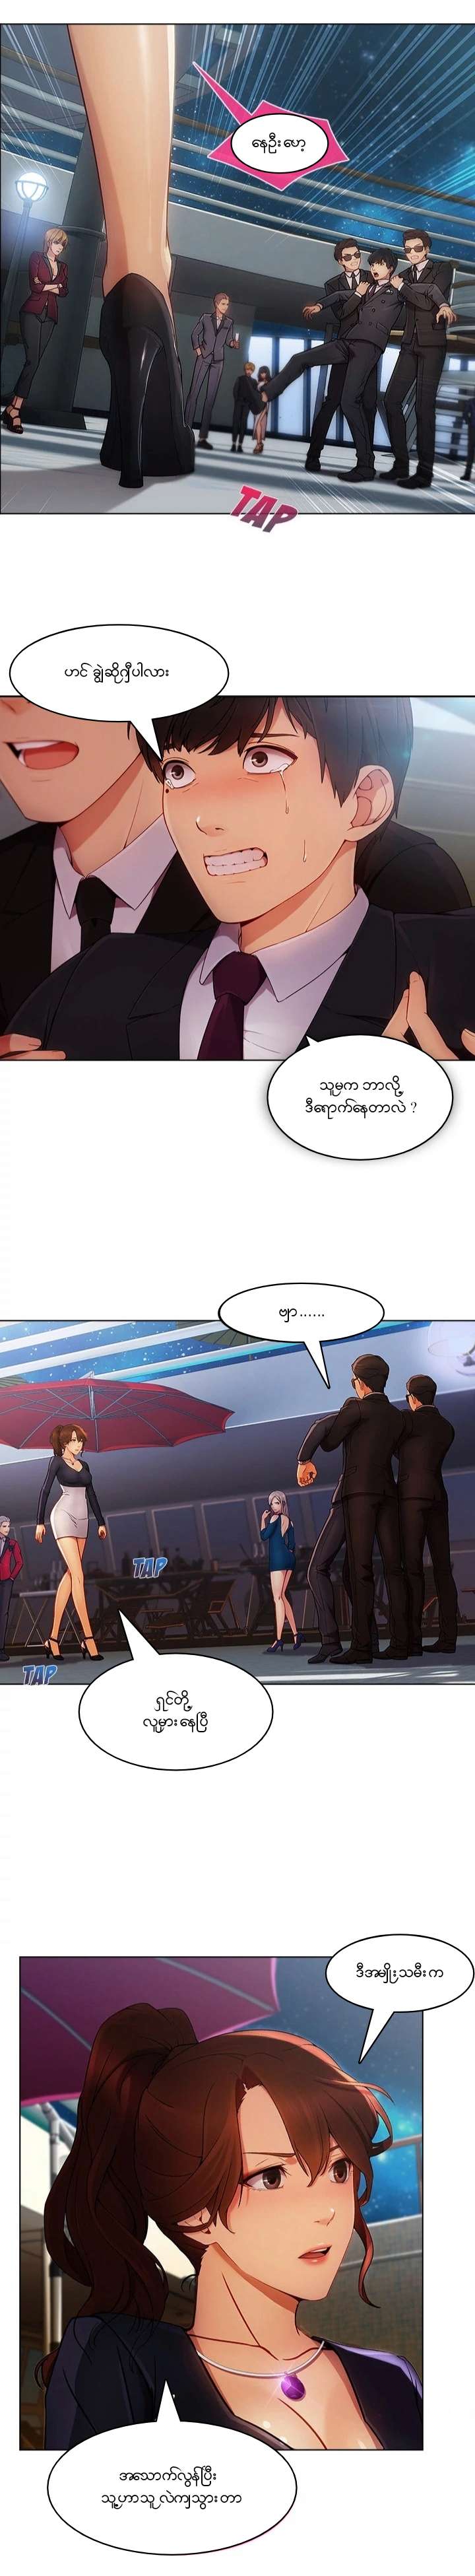 နေဦး ဟေ့
TAP
ဟင် ချွဲဆိုဂျီပါလား
သူမက ဘာလို့
ဒီရောက်နေတာလဲ ?
ဗျာ ......
TAP
TAP
ရှင်တို့
လူမှားနေပြီ
ဒီအမျိုးသမီးက
အသောက်လွန်ပြီး
သူ့ဟာသူ လဲကျသွားတာ